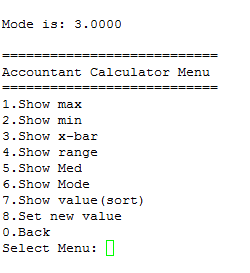 Mode is: 3.0000
===========================
Accountant Calculator Menu
===========================
1.Show max
2.Show min
3.Show x-bar
4.Show range
5.Show Med
6.Show Mode
7.Show value(sort)
8.Set new value
0.Back
Select Menu: